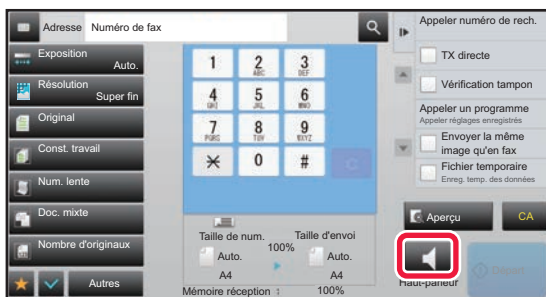 Adresse
Numéro de fax
Exposition
Auto.
Résolution
Super fin
Original
Const. travail
Num. lente
Doc. mixte
Nombre d'originaux
Autres
1
2
ABC
3
DEF
4
GHI
5
JKL
6
MNO
7
PQRS
8
TUV
9
WXYZ
0
#
Taille de num.
Taille d'envoi
100%
Auto.
Auto.
A4
A4
Mémoire réception :
100%
Appeler numéro de rech.
TX directe
Vérification tampon
Appeler un programme
Appeler réglages enregistrés
Envoyer la même
image qu'en fax
Fichier temporaire
Enreg. temp. des données
Aperçu
CA
Haut-parleur
Départ